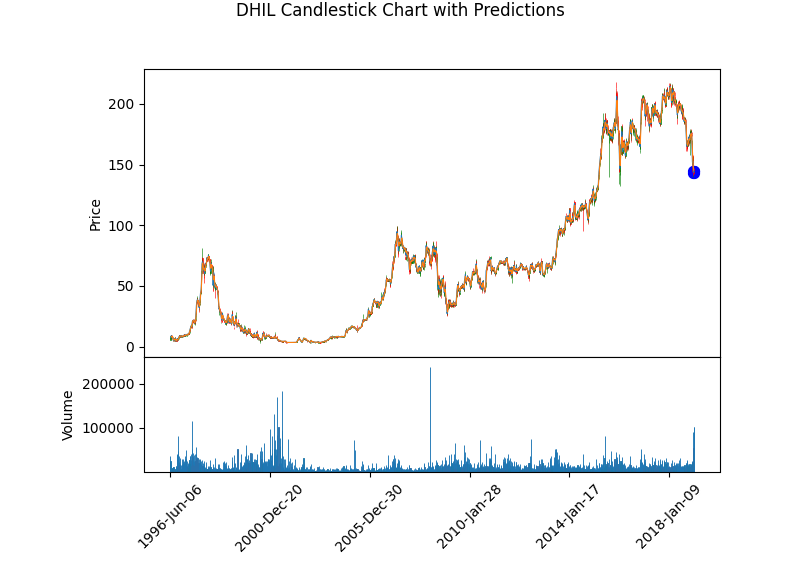 DHIL Candlestick Chart with Predictions
200
150
100
50
0
Price
200000
100000
Volume
1996-Jun-06
2000-Dec-20
2005-Dec-30
2010-Jan-28
2014-Jan-17
2018-Jan-09